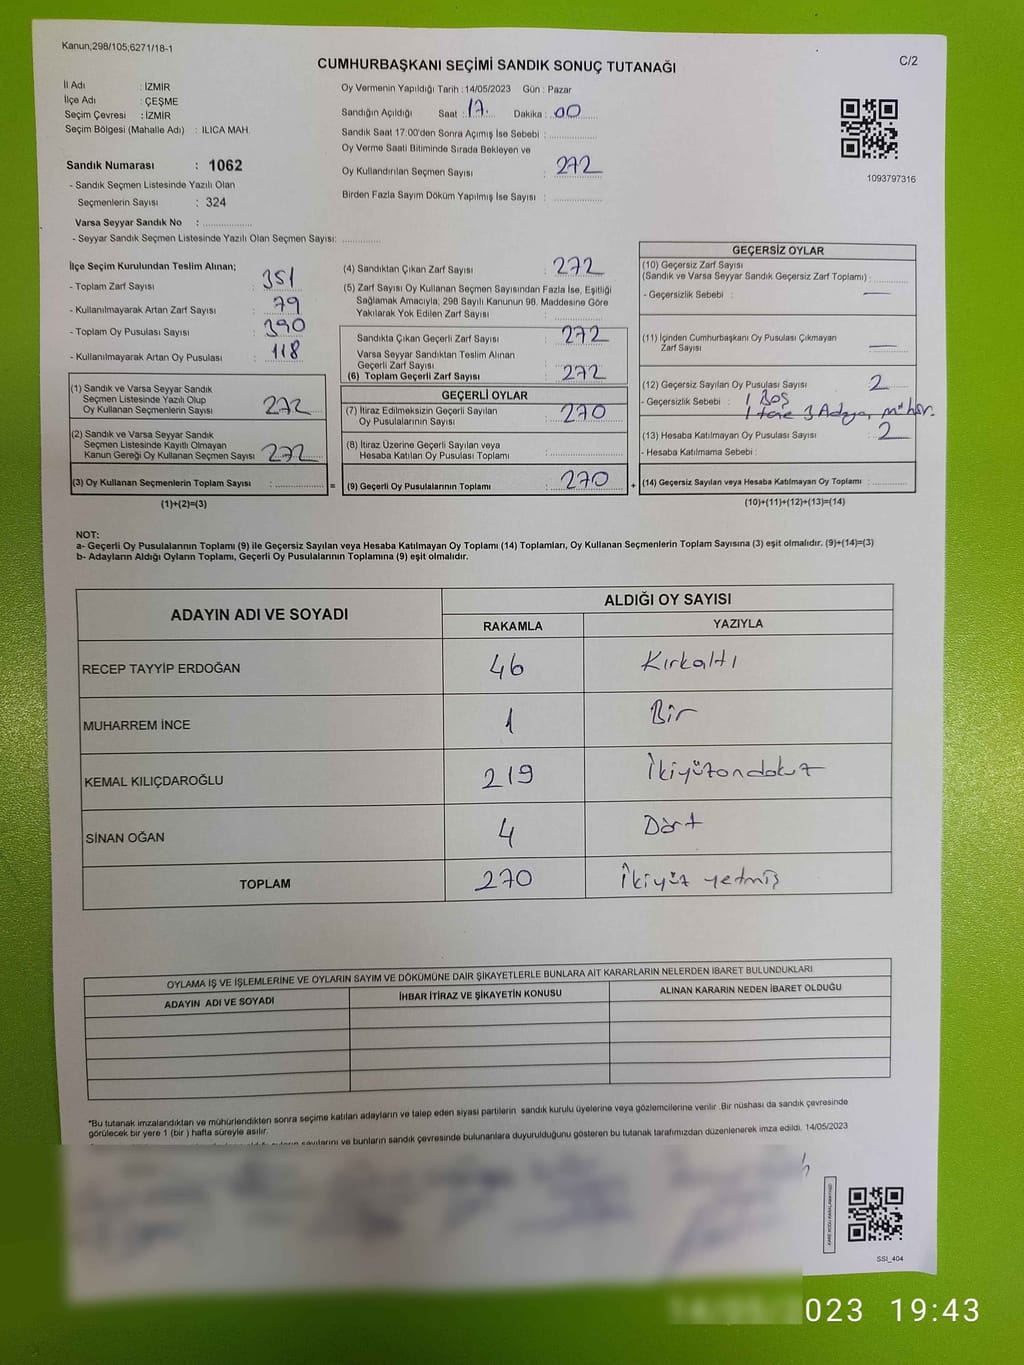 Kanun;298/105;6271/18-1
C/2
CUMHURBAŞKANI SEÇİMİ SANDIK SONUÇ TUTANAĞI
İl Adı : İZMİR
İlçe Adı : ÇEŞME
Seçim Çevresi : İZMİR
Seçim Bölgesi (Mahalle Adı) : ILICA MAH.
Sandık Numarası : 1062
- Sandık Seçmen Listesinde Yazılı Olan
Seçmenlerin Sayısı : 324
Varsa Seyyar Sandık No : ....................
- Seyyar Sandık Seçmen Listesinde Yazılı Olan Seçmen Sayısı: ................
Oy Vermenin Yapıldığı Tarih : 14/05/2023 Gün : Pazar
Sandığın Açıldığı Saat : 17. Dakika : 00
Sandık Saat 17:00'den Sonra Açımış İse Sebebi : ....................
Oy Verme Saati Bitiminde Sırada Bekleyen ve
Oy Kullandırılan Seçmen Sayısı : 272
Birden Fazla Sayım Döküm Yapılmış İse Sayısı : ....................
1093797316
İlçe Seçim Kurulundan Teslim Alınan;
- Toplam Zarf Sayısı : 351
- Kullanılmayarak Artan Zarf Sayısı : 79
- Toplam Oy Pusulası Sayısı : 390
- Kullanılmayarak Artan Oy Pusulası : 118
(1) Sandık ve Varsa Seyyar Sandık
Seçmen Listesinde Yazılı Olup
Oy Kullanan Seçmenlerin Sayısı 272
(2) Sandık ve Varsa Seyyar Sandık
Seçmen Listesinde Kayıtlı Olmayan
Kanun Gereği Oy Kullanan Seçmen Sayısı 272
(3) Oy Kullanan Seçmenlerin Toplam Sayısı : ................ =
(1)+(2)=(3)
(4) Sandıktan Çıkan Zarf Sayısı : 272
(5) Zarf Sayısı Oy Kullanan Seçmen Sayısından Fazla İse, Eşitliği
Sağlamak Amacıyla, 298 Sayılı Kanunun 98. Maddesine Göre
Yakılarak Yok Edilen Zarf Sayısı : ....................
Sandıkta Çıkan Geçerli Zarf Sayısı : 272
Varsa Seyyar Sandıktan Teslim Alınan
Geçerli Zarf Sayısı :
(6) Toplam Geçerli Zarf Sayısı : 272
GEÇERLİ OYLAR
(7) İtiraz Edilmeksizin Geçerli Sayılan
Oy Pusulası Sayısı : 270
(8) İtiraz Üzerine Geçerli Sayılan veya
Hesaba Katılan Oy Pusulası Toplamı : ....................
(9) Geçerli Oy Pusulalarının Toplamı : 270 +
GEÇERSİZ OYLAR
(10) Geçersiz Zarf Sayısı
(Sandık ve Varsa Seyyar Sandık Geçersiz Zarf Toplamı) : ............
- Geçersizlik Sebebi : —
(11) İçinden Cumhurbaşkanı Oy Pusulası Çıkmayan
Zarf Sayısı : —
(12) Geçersiz Sayılan Oy Pusulası Sayısı : 2
- Geçersizlik Sebebi : 1 Boş
1 tane 3 Adaya mühür.
(13) Hesaba Katılmayan Oy Pusulası Sayısı : 2
- Hesaba Katılmama Sebebi :
(14) Geçersiz Sayılan veya Hesaba Katılmayan Oy Toplamı : ............
(10)+(11)+(12)+(13)=(14)
NOT:
a- Geçerli Oy Pusulalarının Toplamı (9) ile Geçersiz Sayılan veya Hesaba Katılmayan Oy Toplamı (14) Toplamları, Oy Kullanan Seçmenlerin Toplam Sayısına (3) eşit olmalıdır. (9)+(14)=(3)
b- Adayların Aldığı Oyların Toplamı, Geçerli Oy Pusulalarının Toplamına (9) eşit olmalıdır.
ADAYIN ADI VE SOYADI
ALDIĞI OY SAYISI
RAKAMLA YAZIYLA
RECEP TAYYİP ERDOĞAN 46 Kırkaltı
MUHARREM İNCE 1 Bir
KEMAL KILIÇDAROĞLU 219 İkiyüzondokuz
SİNAN OĞAN 4 Dört
TOPLAM 270 İkiyüz yetmiş
OYLAMA İŞ VE İŞLEMLERİNE VE OYLARIN SAYIM VE DÖKÜMÜNE DAİR ŞİKAYETLERLE BUNLARA AİT KARARLARIN NELERDEN İBARET BULUNDUKLARI
ADAYIN ADI VE SOYADI İHBAR İTİRAZ VE ŞİKAYETİN KONUSU ALINAN KARARIN NEDEN İBARET OLDUĞU
*Bu tutanak imzalandıktan ve mühürlendikten sonra seçime katılan adayların ve talep eden siyasi partilerin sandık kurulu üyelerine veya gözlemcilerine verilir. Bir nüshası da sandık çevresinde
görülecek bir yere 1 (bir ) hafta süreyle asılır.
sayılarını ve bunların sandık çevresinde bulunanlara duyurulduğunu gösteren bu tutanak tarafımızdan düzenlenerek imza edildi. 14/05/2023
SSI_404
023 19:43